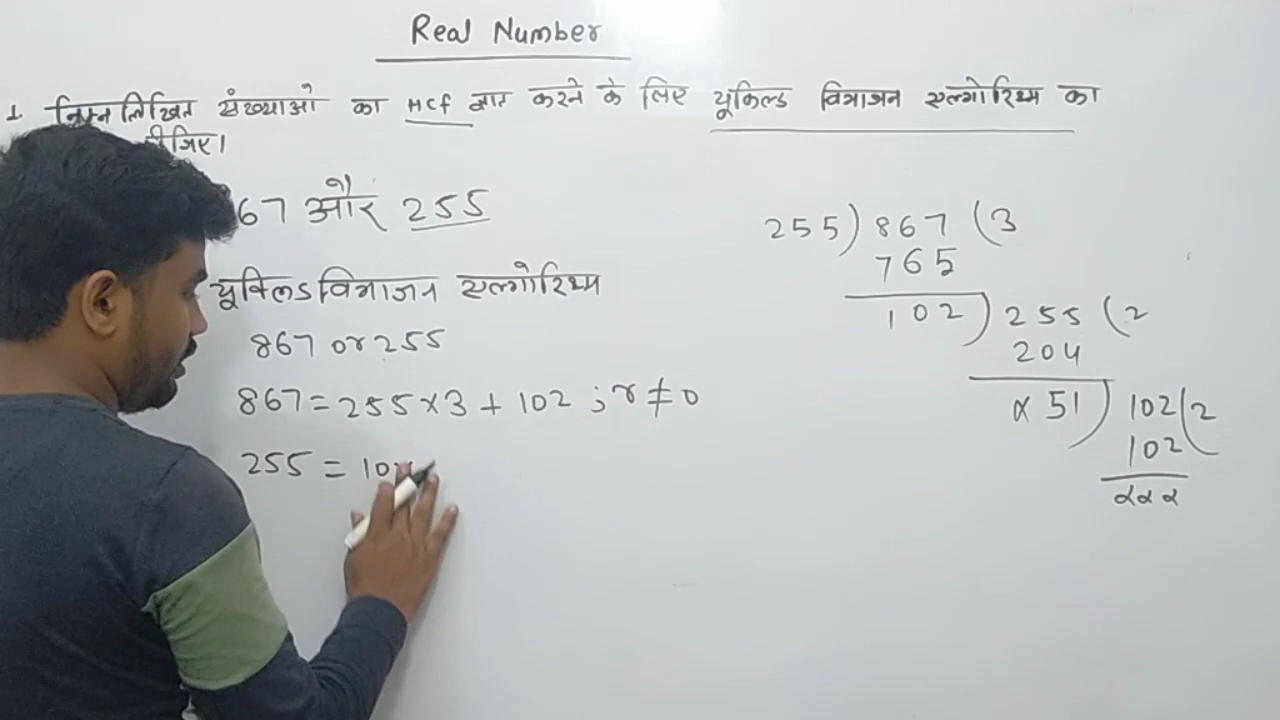 Real Number
1. निम्नलिखित संख्याओ का HCf ज्ञात करने के लिए यूक्लिड विभाजन एल्गोरिथ्म का
कीजिए।
67 और 255
यूक्लिड विभाजन एल्गोरिथ्म
867 or 255
867 = 255 × 3 + 102 ; r ≠ 0
255 = 10
255 ) 867 ( 3
765
102 ) 255 ( 2
204
× 51 ) 102 ( 2
102
× × ×